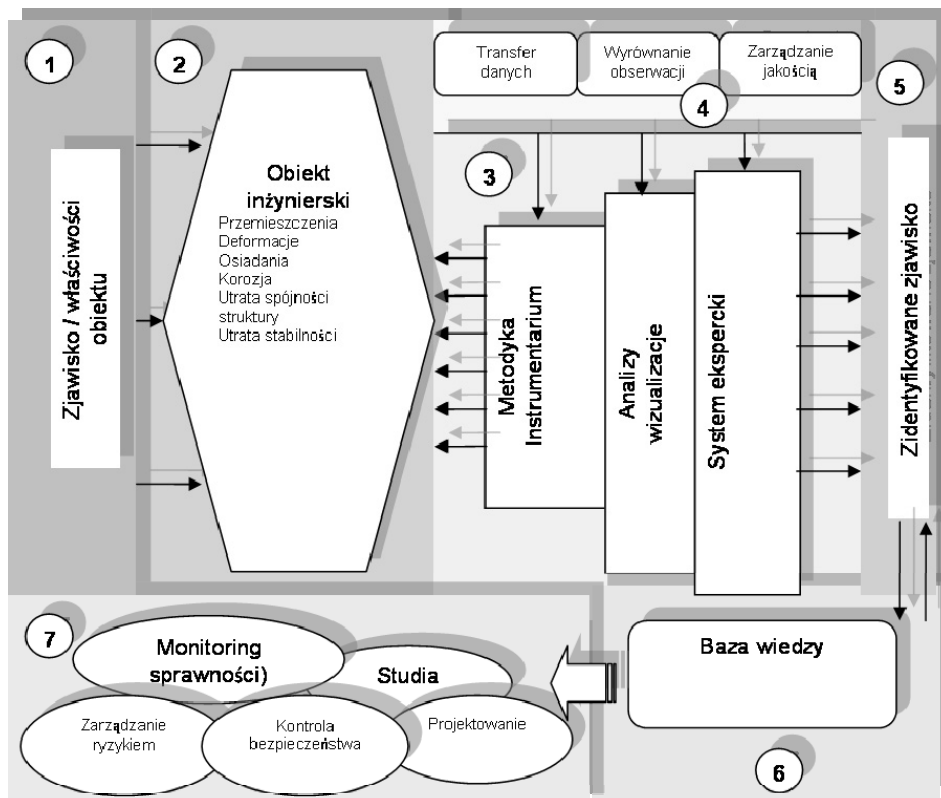 1
Zjawisko / właściwości
obiektu
2
Obiekt
inżynierski
Przemieszczenia
Deformacje
Osiadania
Korozja
Utrata spójności
struktury
Utrata stabilności
Transfer
danych
Wyrównanie
obserwacji
Zarządzanie
jakością
4
3
Metodyka
Instrumentarium
Analizy
wizualizacje
System ekspercki
5
Zidentyfikowane zjawisko
7
Monitoring
sprawności)
Studia
Zarządzanie
ryzykiem
Kontrola
bezpieczeństwa
Projektowanie
Baza wiedzy
6